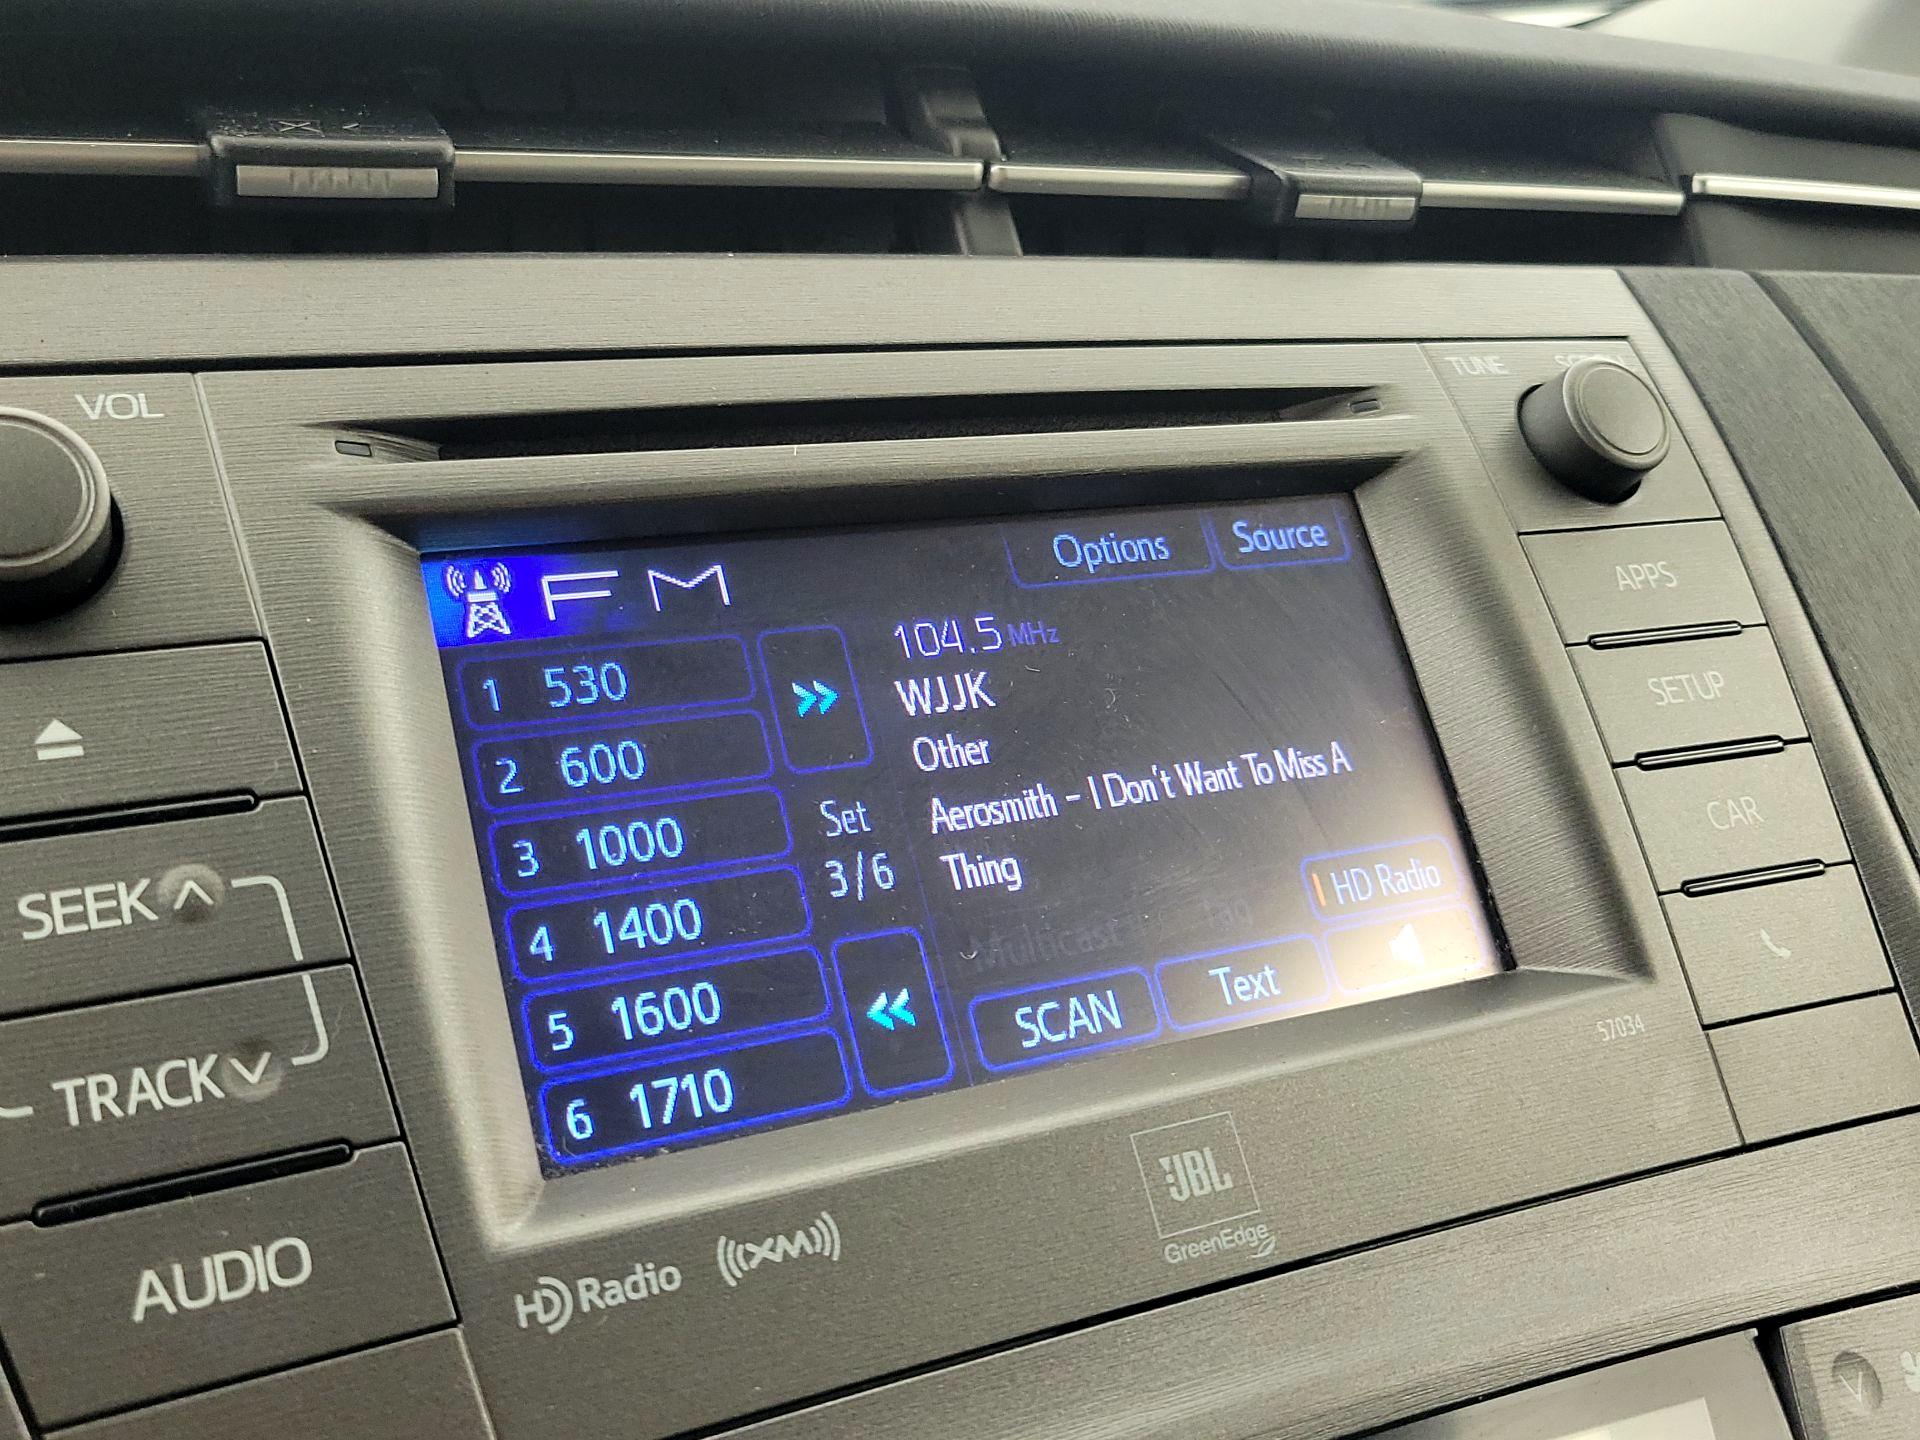 VOL
TUNE
FM
Options
Source
104.5 MHz
WJJK
Other
Aerosmith - I Don't Want To Miss A
Thing
1 530
2 600
3 1000
4 1400
5 1600
6 1710
Set
3/6
Multicast
Tag
HD Radio
SCAN
Text
SEEK
TRACK
AUDIO
APPS
SETUP
CAR
57034
HD Radio
XM
JBL
GreenEdge